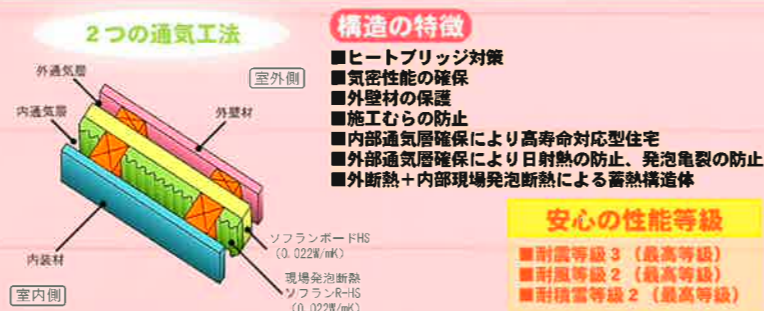 2つの通気工法
外通気層
室外側
内通気層
外壁材
内装材
室内側
ソフランボードHS
(0.022W/mK)
現場発泡断熱
ソフランR-HS
(0.022W/mK)
構造の特徴
■ヒートブリッジ対策
■気密性能の確保
■外壁材の保護
■施工むらの防止
■内部通気層確保により高寿命対応型住宅
■外部通気層確保により日射熱の防止、発泡亀裂の防止
■外断熱+内部現場発泡断熱による蓄熱構造体
安心の性能等級
■耐震等級3(最高等級)
■耐風等級2(最高等級)
■耐積雪等級2(最高等級)